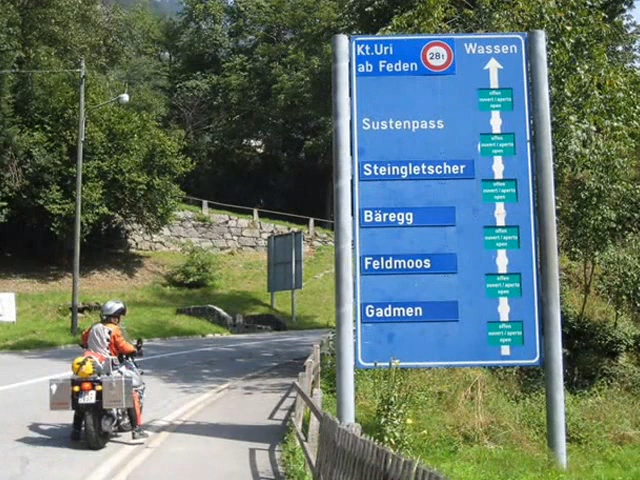 Kt.Uri
ab Feden
28t
Wassen
offen
ouvert / aperto
open
Sustenpass
offen
ouvert / aperto
open
Steingletscher
offen
ouvert / aperto
open
Bäregg
offen
ouvert / aperto
open
Feldmoos
offen
ouvert / aperto
open
Gadmen
offen
ouvert / aperto
open